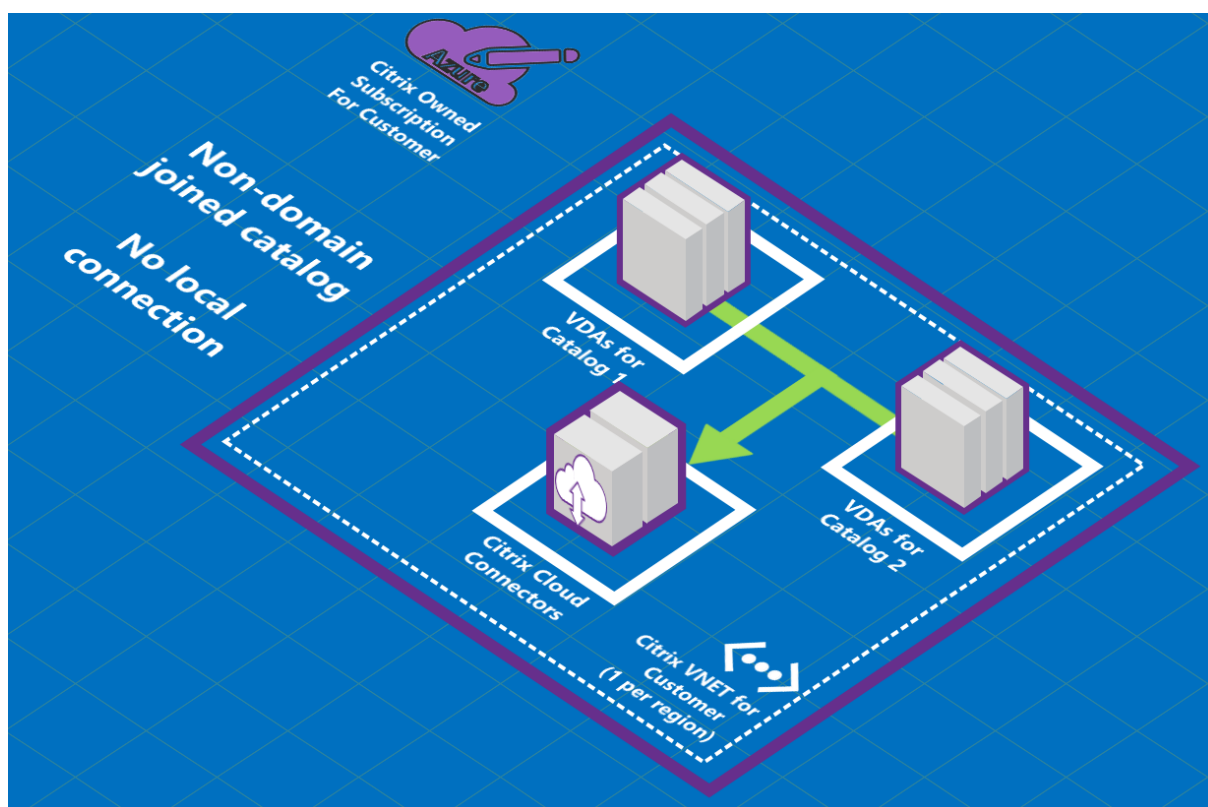 Azure
Citrix Owned
Subscription
For Customer
Non-domain
joined catalog
No local
connection
VDAs for
Catalog 1
VDAs for
Catalog 2
Citrix Cloud
Connectors
Citrix VNET for
Customer
(1 per region)